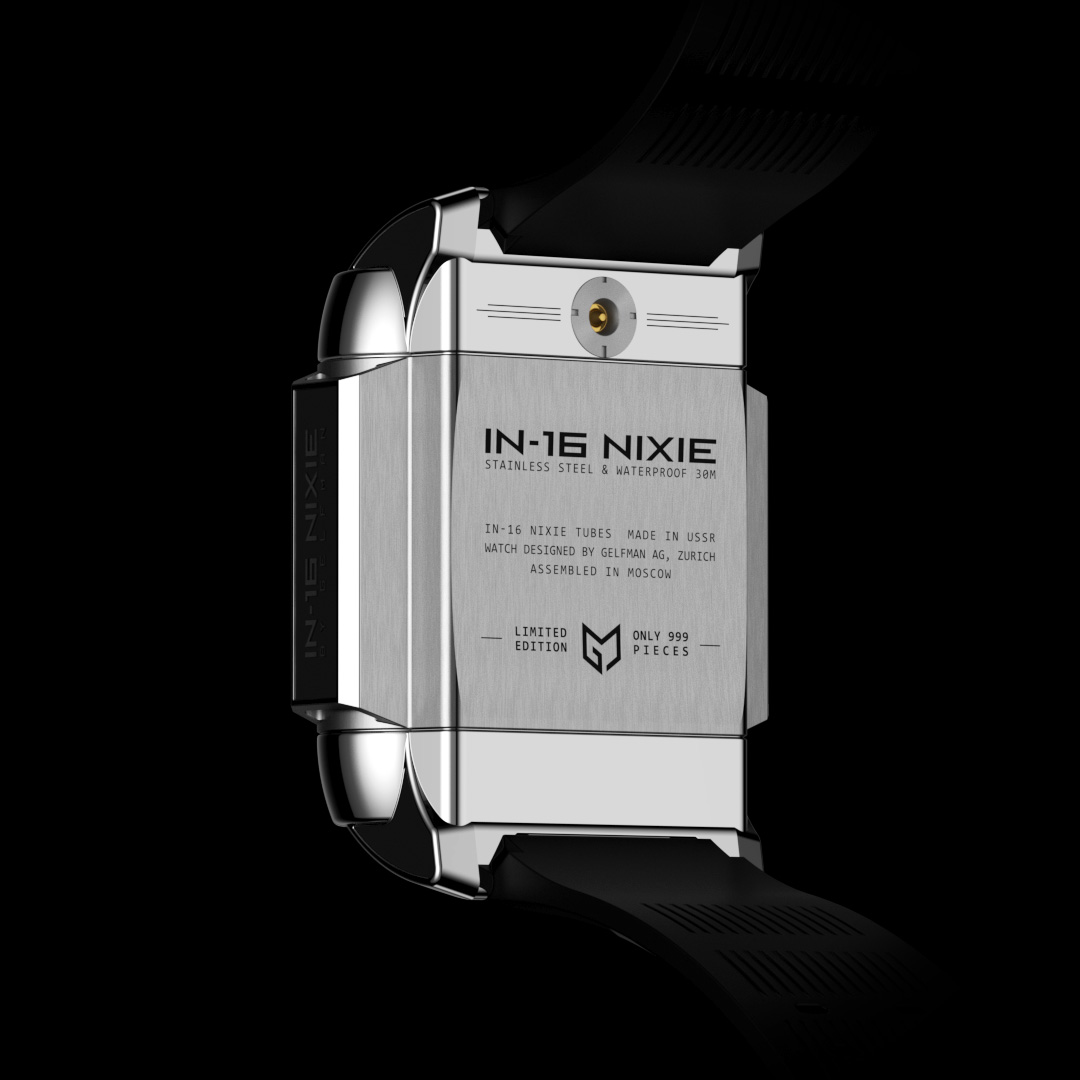 IN-16 NIXIE
STAINLESS STEEL & WATERPROOF 30M
IN-16 NIXIE TUBES MADE IN USSR
WATCH DESIGNED BY GELFMAN AG, ZURICH
ASSEMBLED IN MOSCOW
LIMITED EDITION
ONLY 999 PIECES
IN-16 NIXIE